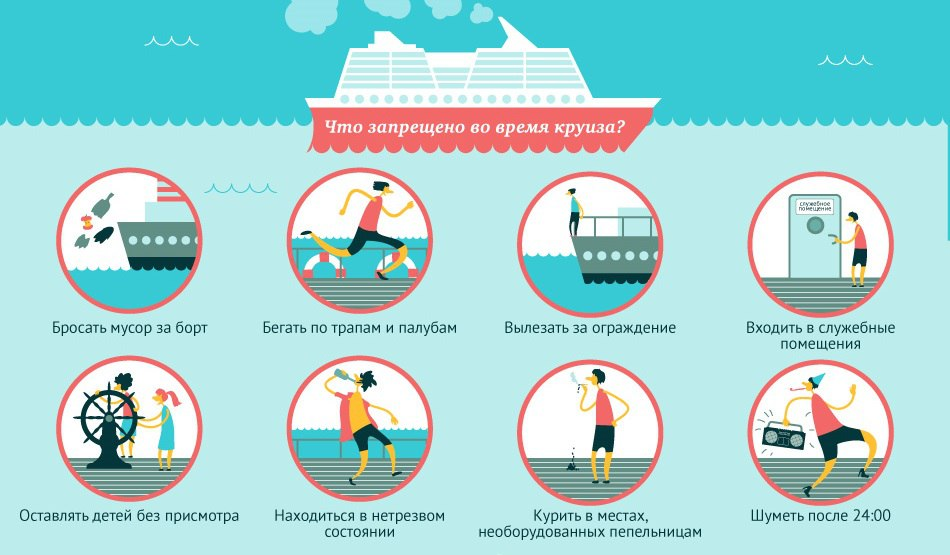 Что запрещено во время круиза?
служебное
помещение
Бросать мусор за борт
Бегать по трапам и палубам
Вылезать за ограждение
Входить в служебные
помещения
Оставлять детей без присмотра
Находиться в нетрезвом
состоянии
Курить в местах,
необорудованных пепельницам
Шуметь после 24:00